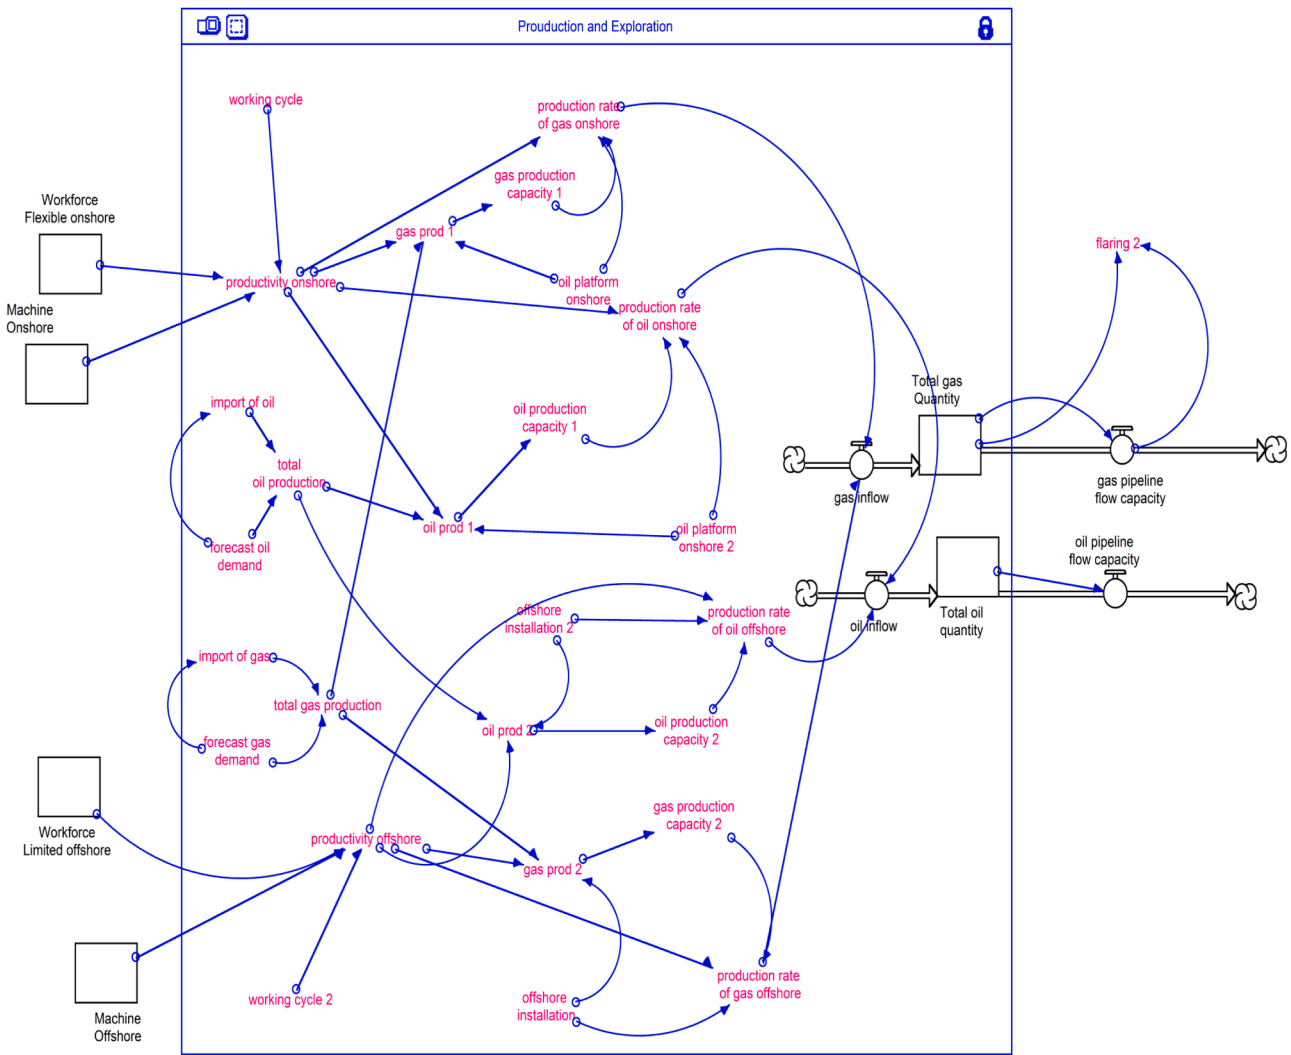 Prouduction and Exploration
working cycle
production rate
of gas onshore
gas production
capacity 1
Workforce
Flexible onshore
gas prod 1
flaring 2
productivity onshore
oil platform
onshore
Machine
Onshore
production rate
of oil onshore
Total gas
Quantity
import of oil
oil production
capacity 1
total
oil production
gas inflow
gas pipeline
flow capacity
oil prod 1
oil platform
onshore 2
forecast oil
demand
oil pipeline
flow capacity
offshore
installation 2
production rate
of oil offshore
oil inflow
Total oil
quantity
import of gas
total gas production
oil prod 2
oil production
capacity 2
forecast gas
demand
gas production
capacity 2
Workforce
Limited offshore
productivity offshore
gas prod 2
production rate
of gas offshore
working cycle 2
offshore
installation
Machine
Offshore